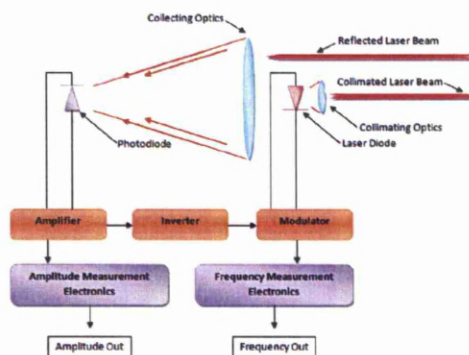 Collecting Optics
Reflected Laser Beam
Collimated Laser Beam
Collimating Optics
Laser Diode
Photodiode
Amplifier
Inverter
Modulator
Amplitude Measurement
Electronics
Frequency Measurement
Electronics
Amplitude Out
Frequency Out